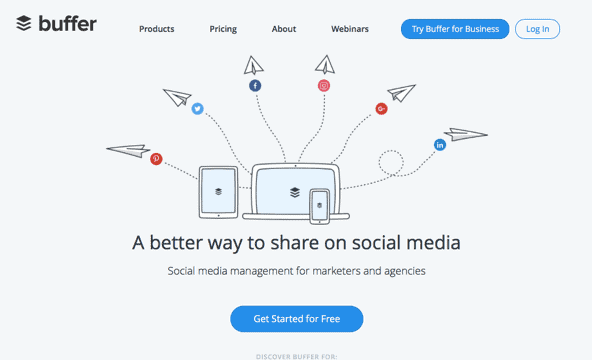 buffer
Products Pricing About Webinars Try Buffer for Business Log In
A better way to share on social media
Social media management for marketers and agencies
Get Started for Free
DISCOVER BUFFER FOR: